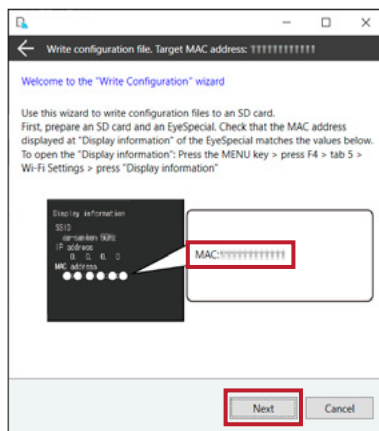 Write configuration file. Target MAC address:
Welcome to the "Write Configuration" wizard
Use this wizard to write configuration files to an SD card.
First, prepare an SD card and an EyeSpecial. Check that the MAC address
displayed at "Display information" of the EyeSpecial matches the values below.
To open the "Display information": Press the MENU key > press F4 > tab 5 >
Wi-Fi Settings > press "Display information"
Display information
SSID
IP address
0. 0. 0. 0
MAC address
MAC:
Next
Cancel